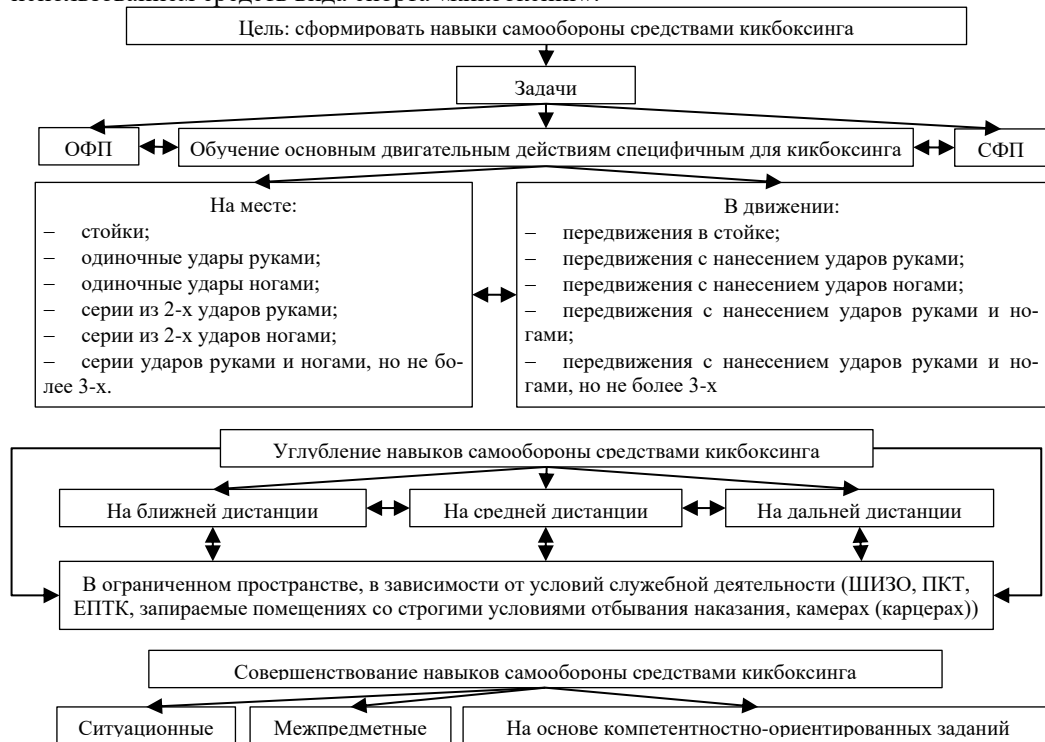 использованием средств вида спорта «кикбоксинг».
Цель: сформировать навыки самообороны средствами кикбоксинга
Задачи
ОФП
Обучение основным двигательным действиям специфичным для кикбоксинга
СФП
На месте:
– стойки;
– одиночные удары руками;
– одиночные удары ногами;
– серии из 2-х ударов руками;
– серии из 2-х ударов ногами;
– серии ударов руками и ногами, но не бо-
лее 3-х.
В движении:
– передвижения в стойке;
– передвижения с нанесением ударов руками;
– передвижения с нанесением ударов ногами;
– передвижения с нанесением ударов руками и но-
гами;
– передвижения с нанесением ударов руками и но-
гами, но не более 3-х
Углубление навыков самообороны средствами кикбоксинга
На ближней дистанции
На средней дистанции
На дальней дистанции
В ограниченном пространстве, в зависимости от условий служебной деятельности (ШИЗО, ПКТ,
ЕПТК, запираемые помещениях со строгими условиями отбывания наказания, камерах (карцерах))
Совершенствование навыков самообороны средствами кикбоксинга
Ситуационные
Межпредметные
На основе компетентностно-ориентированных заданий